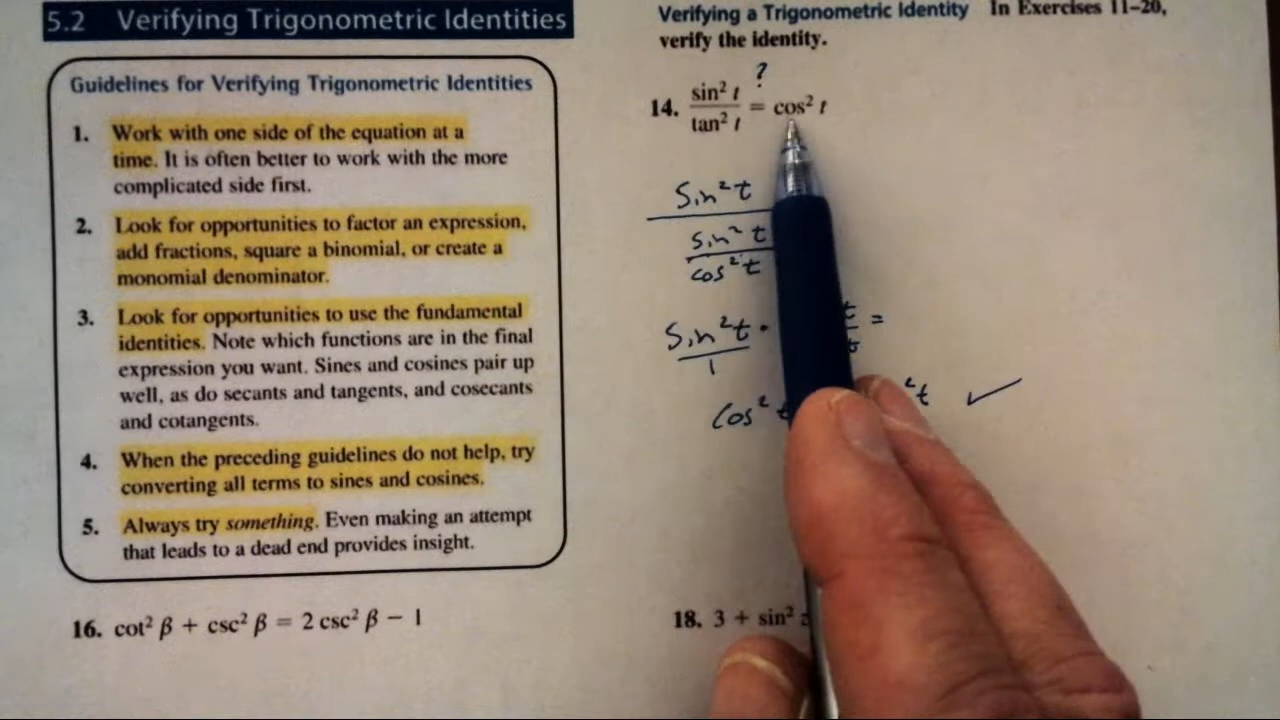 5.2 Verifying Trigonometric Identities
Guidelines for Verifying Trigonometric Identities
1. Work with one side of the equation at a
time. It is often better to work with the more
complicated side first.
2. Look for opportunities to factor an expression,
add fractions, square a binomial, or create a
monomial denominator.
3. Look for opportunities to use the fundamental
identities. Note which functions are in the final
expression you want. Sines and cosines pair up
well, as do secants and tangents, and cosecants
and cotangents.
4. When the preceding guidelines do not help, try
converting all terms to sines and cosines.
5. Always try something. Even making an attempt
that leads to a dead end provides insight.
16. cot² β + csc² β = 2 csc² β − 1
Verifying a Trigonometric Identity In Exercises 11–20,
verify the identity.
?
14. sin² t / tan² t = cos² t
Sin²t
sin² t
cos² t
Sin²t ·
1
t
t =
cos² t
²t ✓
18. 3 + sin²